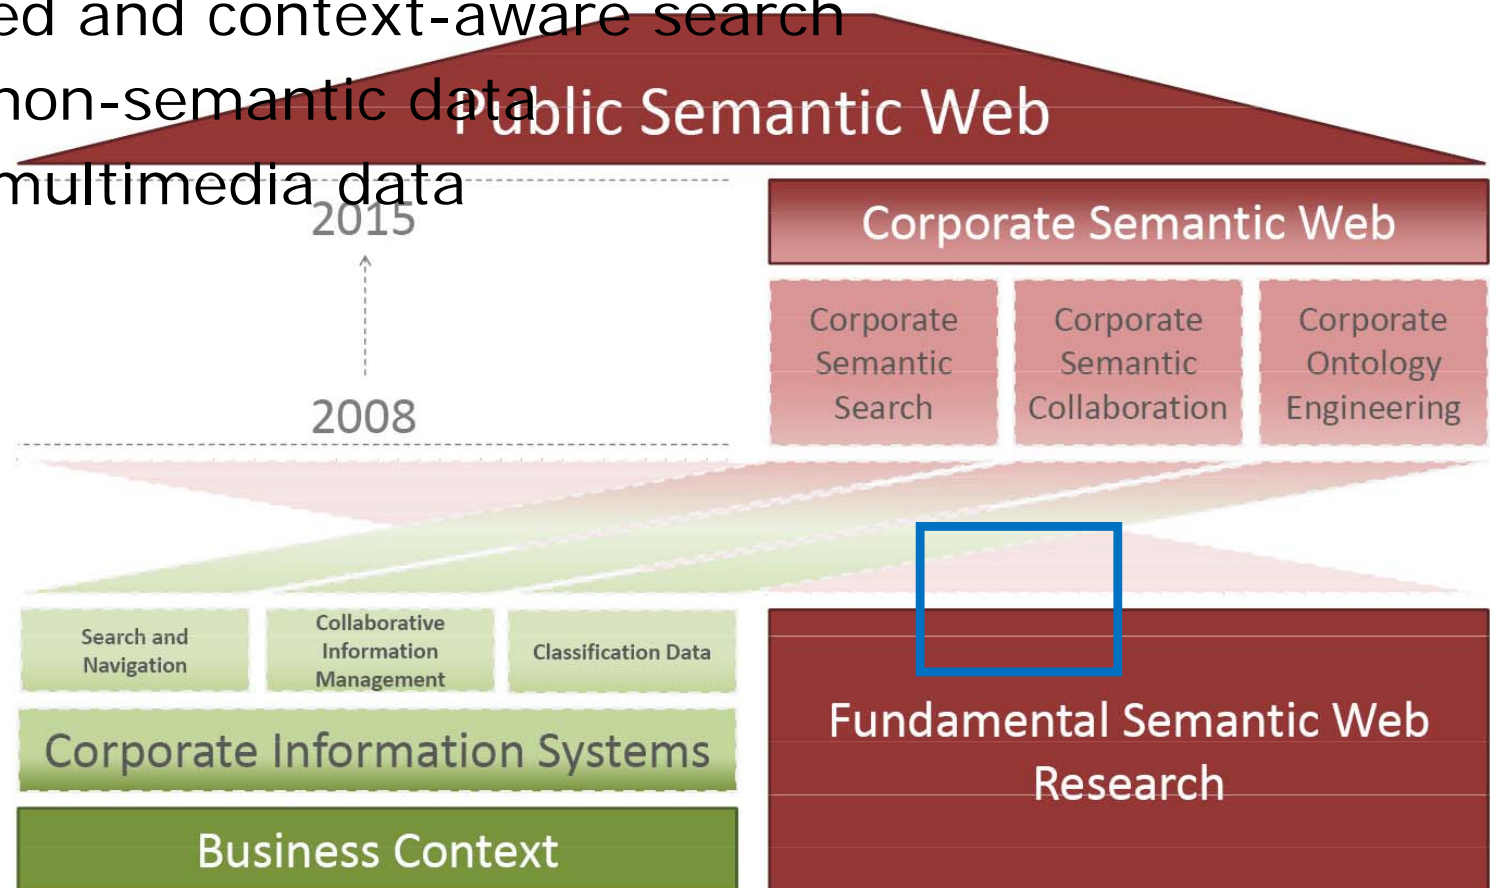 ed and context-aware search
non-semantic data
Public Semantic Web
multimedia data
2015
Corporate Semantic Web
Corporate
Semantic
Search
Corporate
Semantic
Collaboration
Corporate
Ontology
Engineering
2008
Search and
Navigation
Collaborative
Information
Management
Classification Data
Corporate Information Systems
Business Context
Fundamental Semantic Web
Research